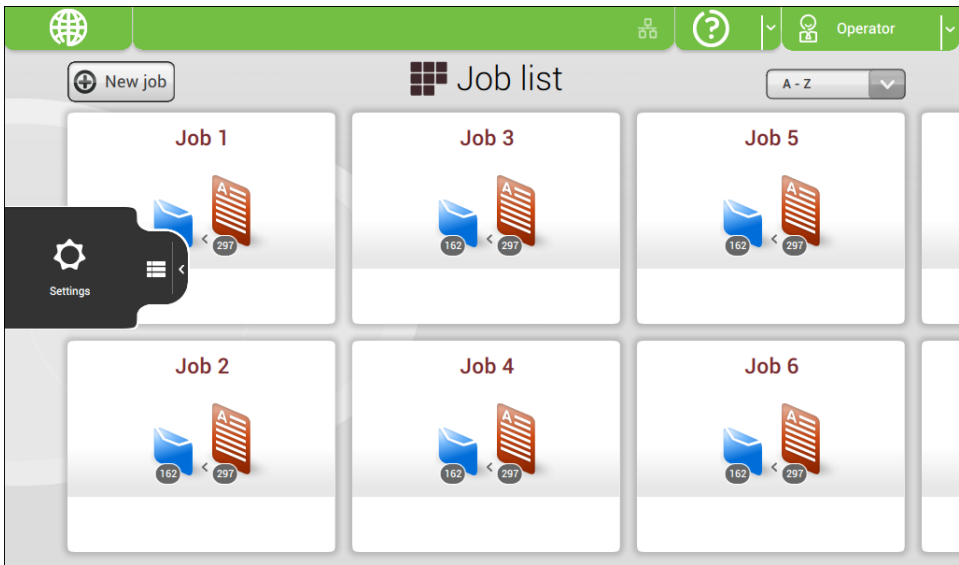 Operator
New job
Job list
A - Z
Job 1
Job 3
Job 5
A
A
A
297
162
297
162
297
Settings
Job 2
Job 4
Job 6
A
A
A
162
297
162
297
162
297